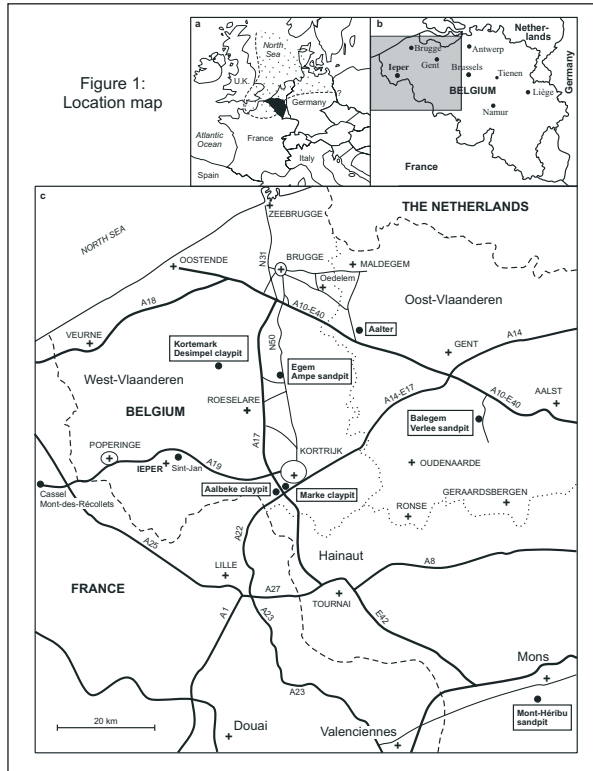 Figure 1:
Location map
a
North
Sea
U.K.
Germany
?
Atlantic
Ocean
France
Italy
Spain
b
Nether-
lands
Brugge
Antwerp
Ieper
Gent
Brussels
Tienen
BELGIUM
Liège
Germany
Namur
France
c
ZEEBRUGGE
THE NETHERLANDS
NORTH SEA
N31
BRUGGE
MALDEGEM
OOSTENDE
Oedelem
Oost-Vlaanderen
A18
A10-E40
Aalter
A14
VEURNE
N50
GENT
Kortemark
Desimpel claypit
Egem
Ampe sandpit
West-Vlaanderen
A14-E17
A10-E40
AALST
BELGIUM
ROESELARE
Balegem
Verlee sandpit
A17
POPERINGE
KORTRIJK
IEPER
Sint-Jan
A19
OUDENAARDE
Cassel
Mont-des-Récollets
Aalbeke claypit
Marke claypit
GERAARDSBERGEN
RONSE
A22
A25
Hainaut
LILLE
A8
FRANCE
A27
TOURNAI
A1
A23
E42
Mons
A23
20 km
Mont-Héribu
sandpit
Douai
Valenciennes